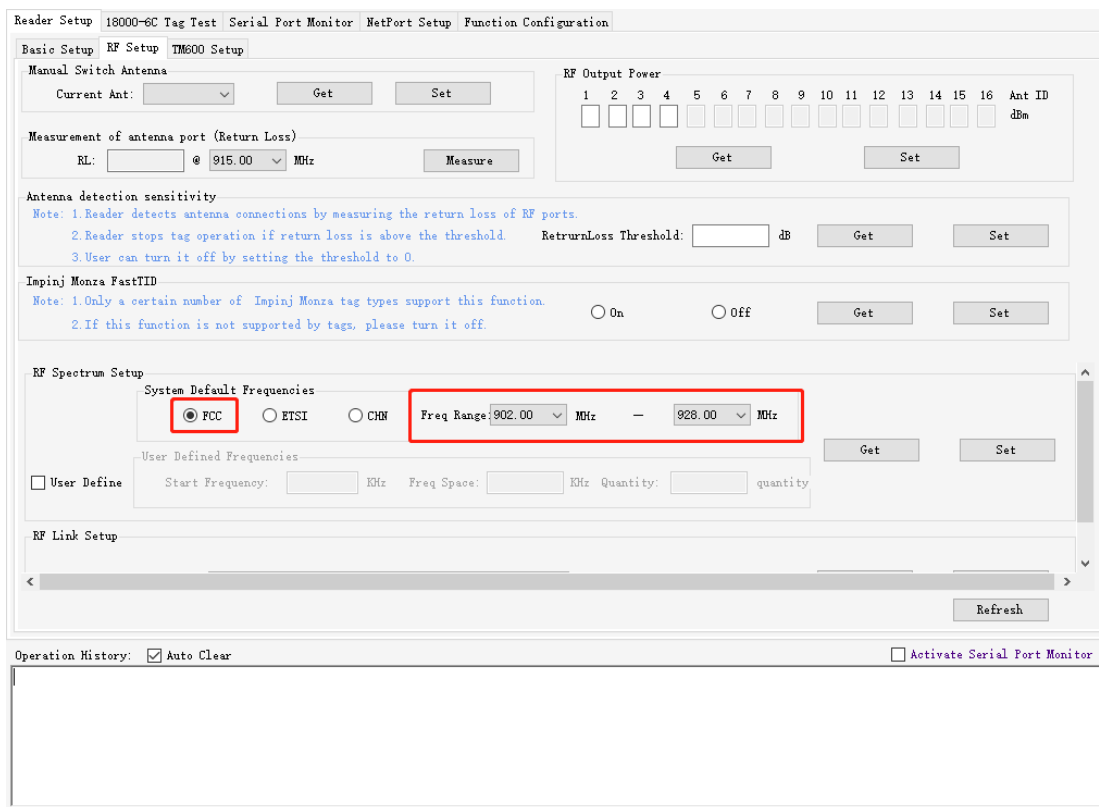 Reader Setup 18000-6C Tag Test Serial Port Monitor NetPort Setup Function Configuration
Basic Setup RF Setup TM600 Setup
Manual Switch Antenna
Current Ant: Get Set
Measurement of antenna port (Return Loss)
RL: @ 915.00 MHz Measure
RF Output Power
1 2 3 4 5 6 7 8 9 10 11 12 13 14 15 16 Ant ID
dBm
Get Set
Antenna detection sensitivity
Note: 1.Reader detects antenna connections by measuring the return loss of RF ports.
2.Reader stops tag operation if return loss is above the threshold.
3.User can turn it off by setting the threshold to 0.
RetrurnLoss Threshold: dB Get Set
Impinj Monza FastTID
Note: 1.Only a certain number of Impinj Monza tag types support this function.
2.If this function is not supported by tags, please turn it off.
On Off Get Set
RF Spectrum Setup
System Default Frequencies
FCC ETSI CHN Freq Range: 902.00 MHz — 928.00 MHz
Get Set
User Defined Frequencies
User Define Start Frequency: KHz Freq Space: KHz Quantity: quantity
RF Link Setup
Refresh
Operation History: Auto Clear Activate Serial Port Monitor